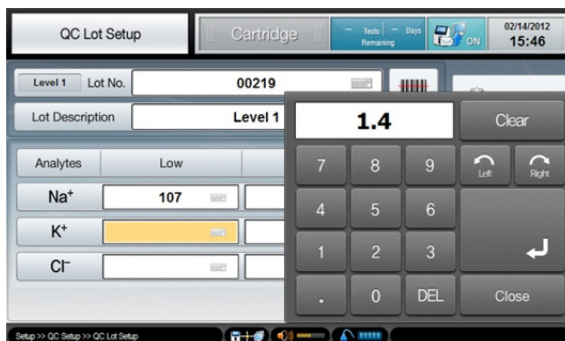 QC Lot Setup
Cartridge
– Tests – Days
Remaining
ON
02/14/2012
15:46
Level 1 Lot No. 00219
Lot Description Level 1
1.4 Clear
Analytes Low
7 8 9 Left Right
Na⁺ 107
4 5 6
K⁺
1 2 3
Cl⁻
. 0 DEL Close
Setup >> QC Setup >> QC Lot Setup